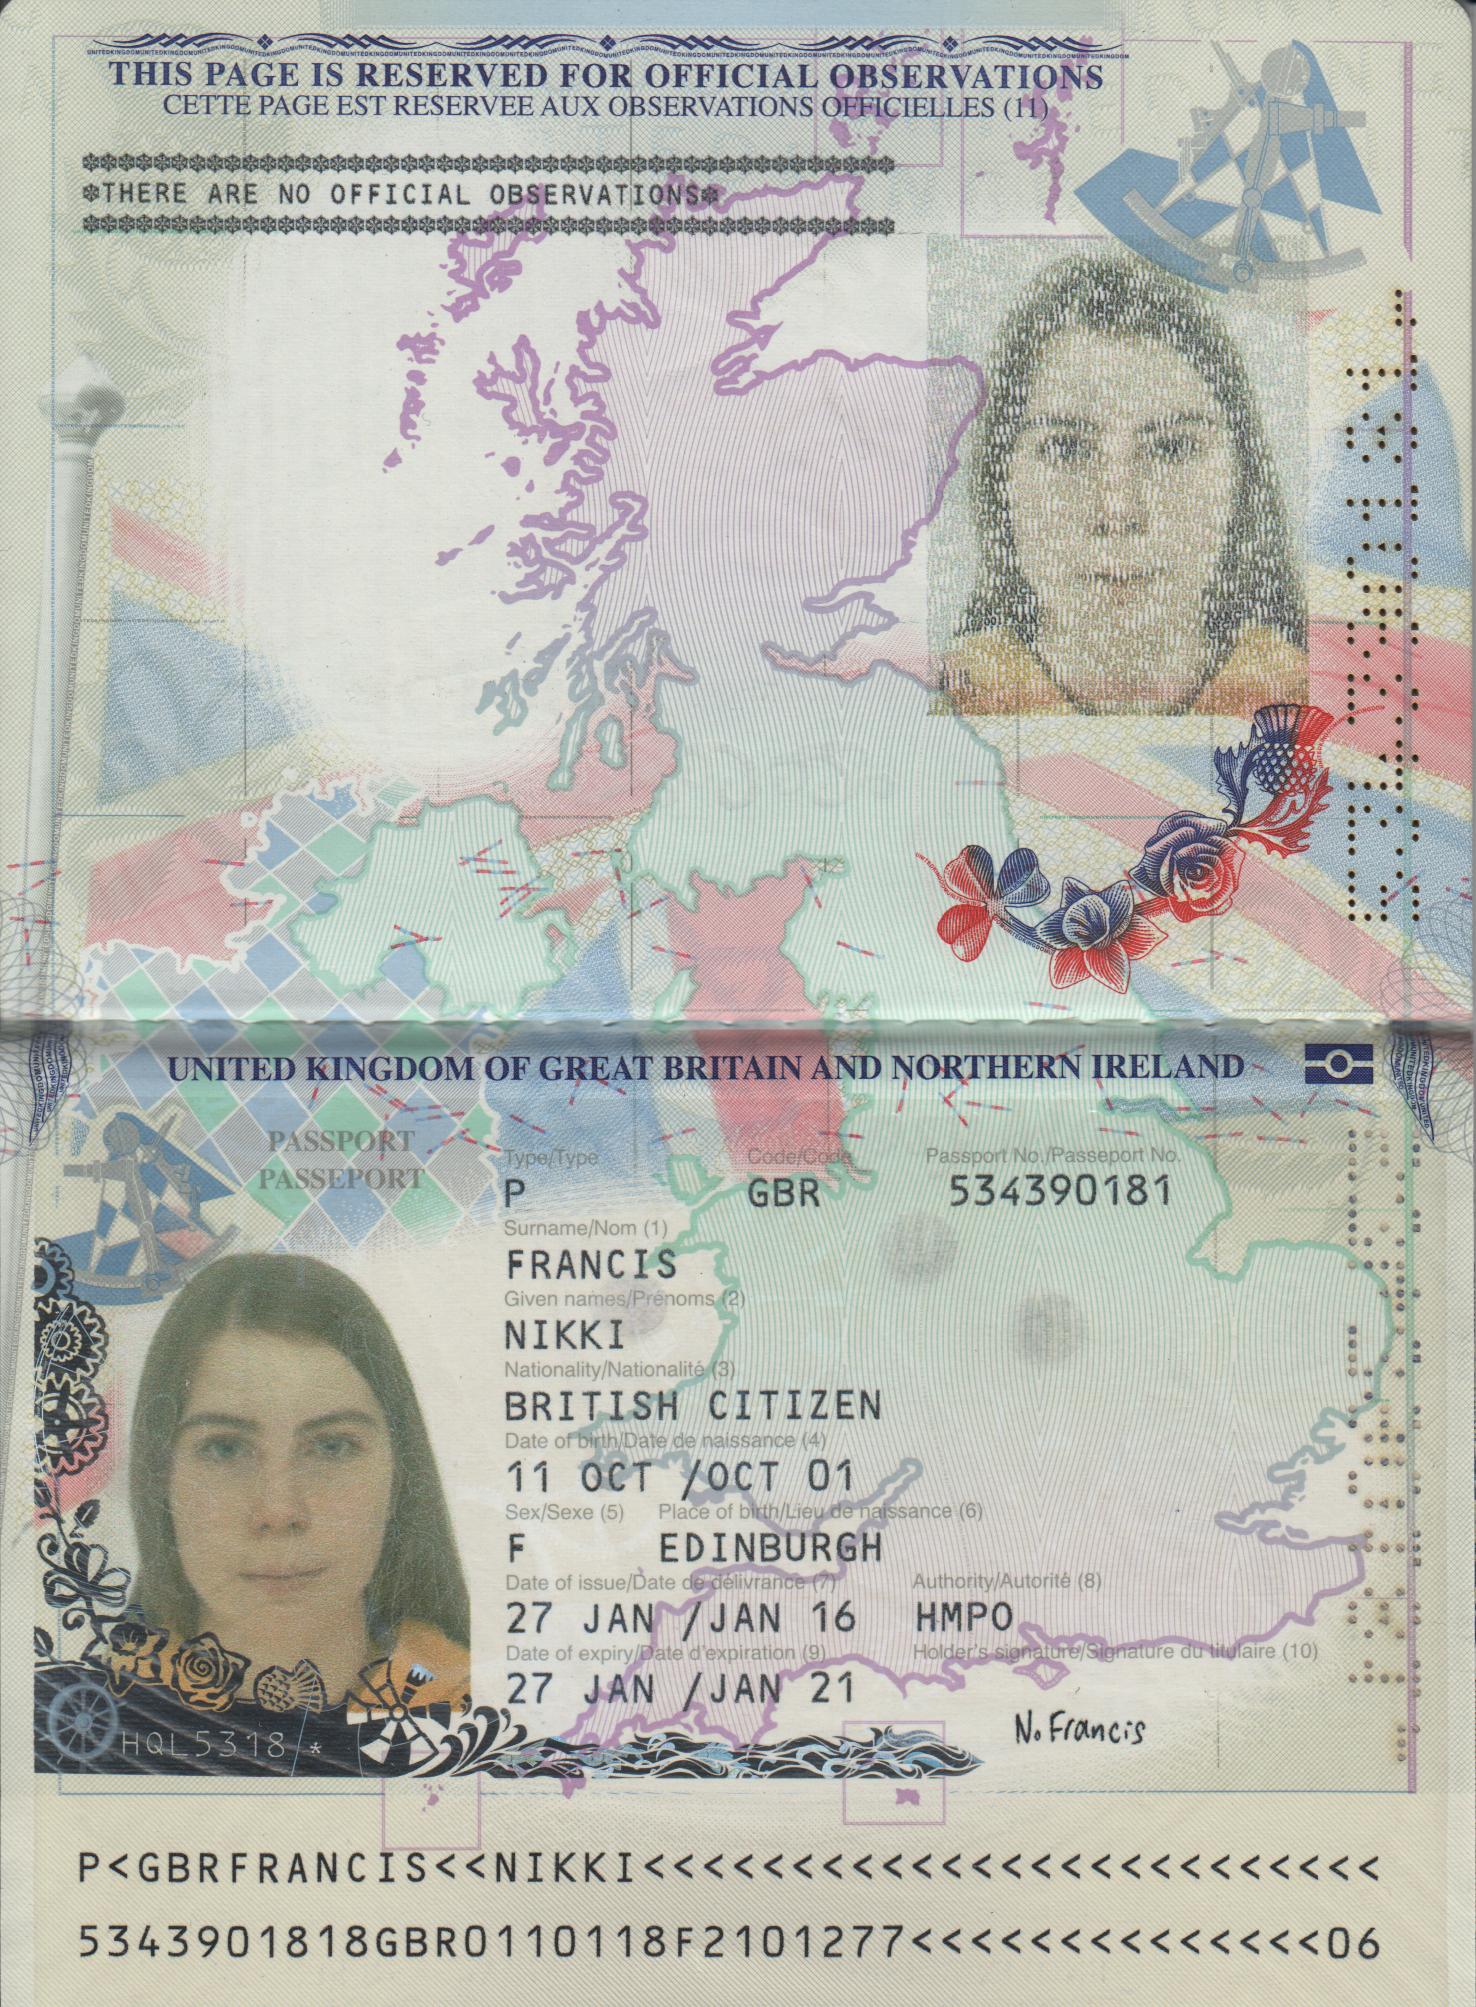 THIS PAGE IS RESERVED FOR OFFICIAL OBSERVATIONS
CETTE PAGE EST RESERVEE AUX OBSERVATIONS OFFICIELLES (11)
*THERE ARE NO OFFICIAL OBSERVATIONS*
UNITED KINGDOM OF GREAT BRITAIN AND NORTHERN IRELAND
PASSPORT
PASSEPORT
Type/Type Code/Code Passport No./Passeport No.
P GBR 534390181
Surname/Nom (1)
FRANCIS
Given names/Prénoms (2)
NIKKI
Nationality/Nationalité (3)
BRITISH CITIZEN
Date of birth/Date de naissance (4)
11 OCT /OCT 01
Sex/Sexe (5) Place of birth/Lieu de naissance (6)
F EDINBURGH
Date of issue/Date de délivrance (7) Authority/Autorité (8)
27 JAN /JAN 16 HMPO
Date of expiry/Date d'expiration (9) Holder's signature/Signature du titulaire (10)
27 JAN /JAN 21
N. Francis
HQL5318 *
P<GBRFRANCIS<<NIKKI<<<<<<<<<<<<<<<<<<<<<<<<<
5343901818GBR0110118F2101277<<<<<<<<<<<<<<06